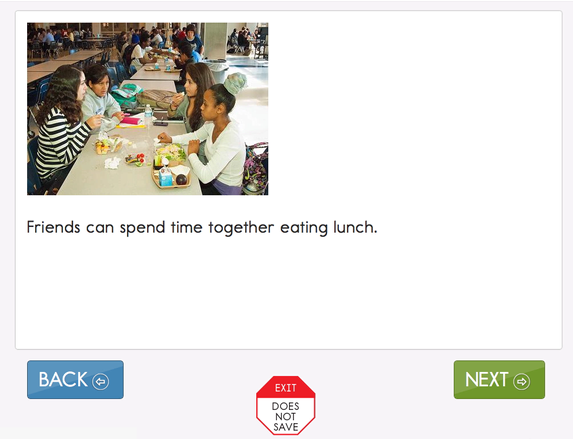 Friends can spend time together eating lunch.
BACK
NEXT
EXIT
DOES
NOT
SAVE